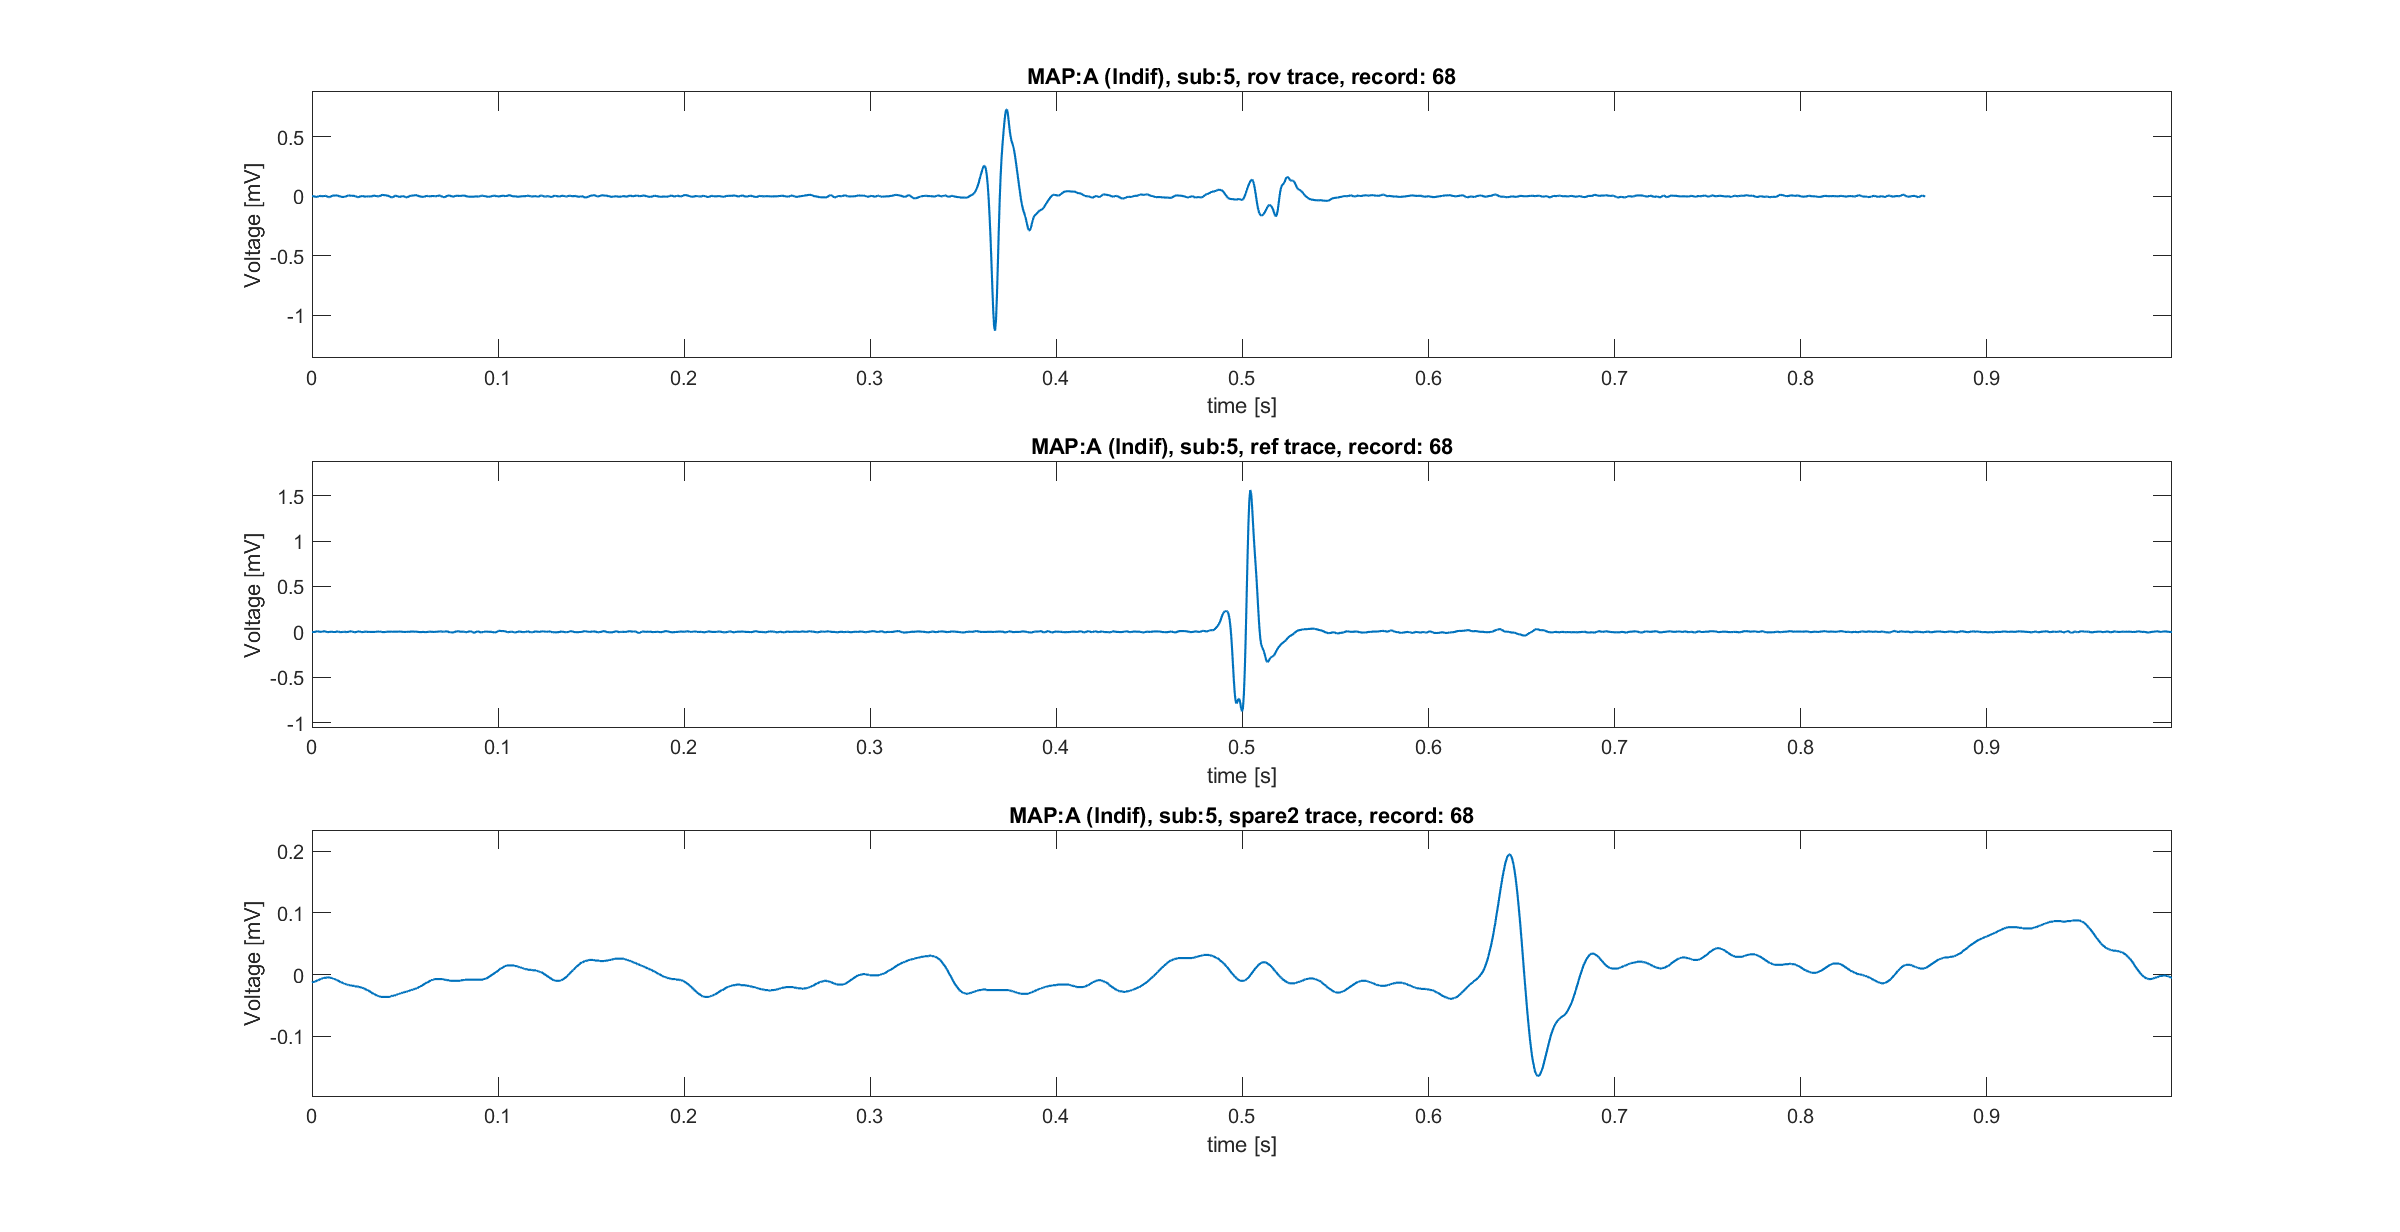 MAP:A (Indif), sub:5, rov trace, record: 68
Voltage [mV]
0.5
0
-0.5
-1
0 0.1 0.2 0.3 0.4 0.5 0.6 0.7 0.8 0.9
time [s]
MAP:A (Indif), sub:5, ref trace, record: 68
Voltage [mV]
1.5
1
0.5
0
-0.5
-1
0 0.1 0.2 0.3 0.4 0.5 0.6 0.7 0.8 0.9
time [s]
MAP:A (Indif), sub:5, spare2 trace, record: 68
Voltage [mV]
0.2
0.1
0
-0.1
0 0.1 0.2 0.3 0.4 0.5 0.6 0.7 0.8 0.9
time [s]